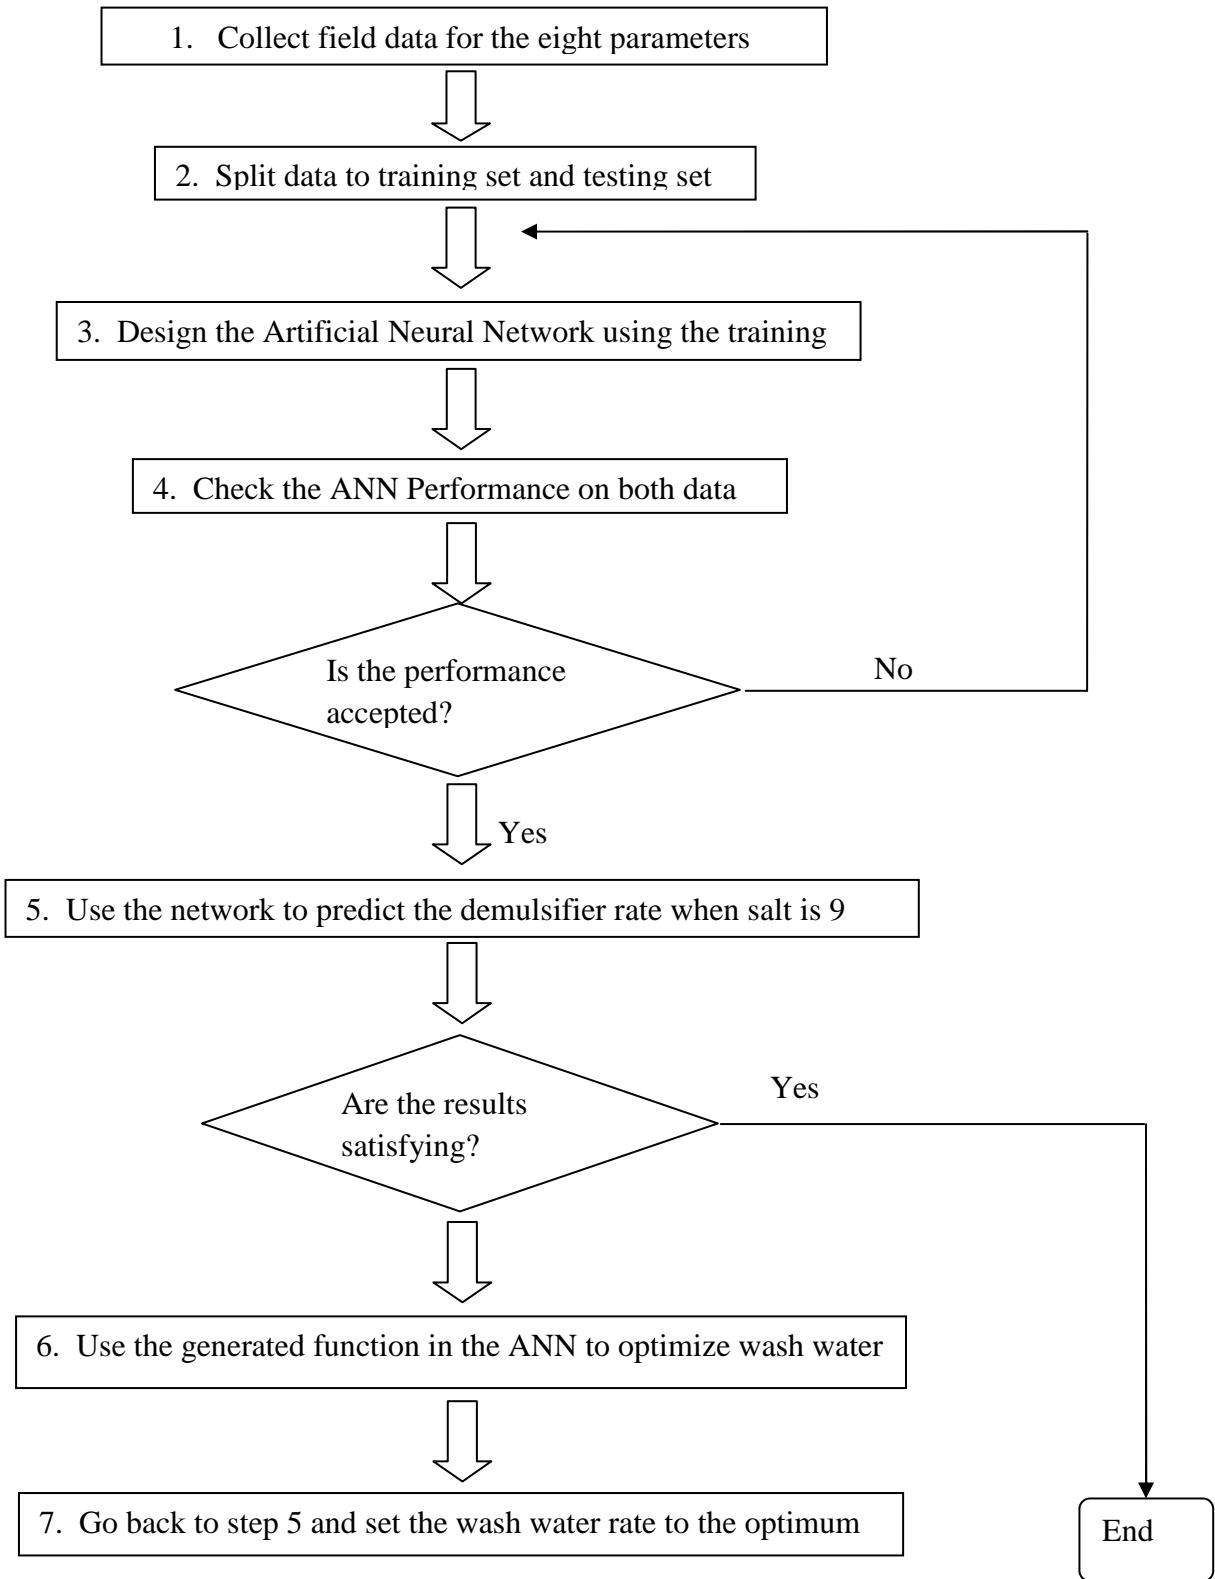 1. Collect field data for the eight parameters
2. Split data to training set and testing set
3. Design the Artificial Neural Network using the training
4. Check the ANN Performance on both data
Is the performance
accepted?
No
Yes
5. Use the network to predict the demulsifier rate when salt is 9
Are the results
satisfying?
Yes
6. Use the generated function in the ANN to optimize wash water
7. Go back to step 5 and set the wash water rate to the optimum
End